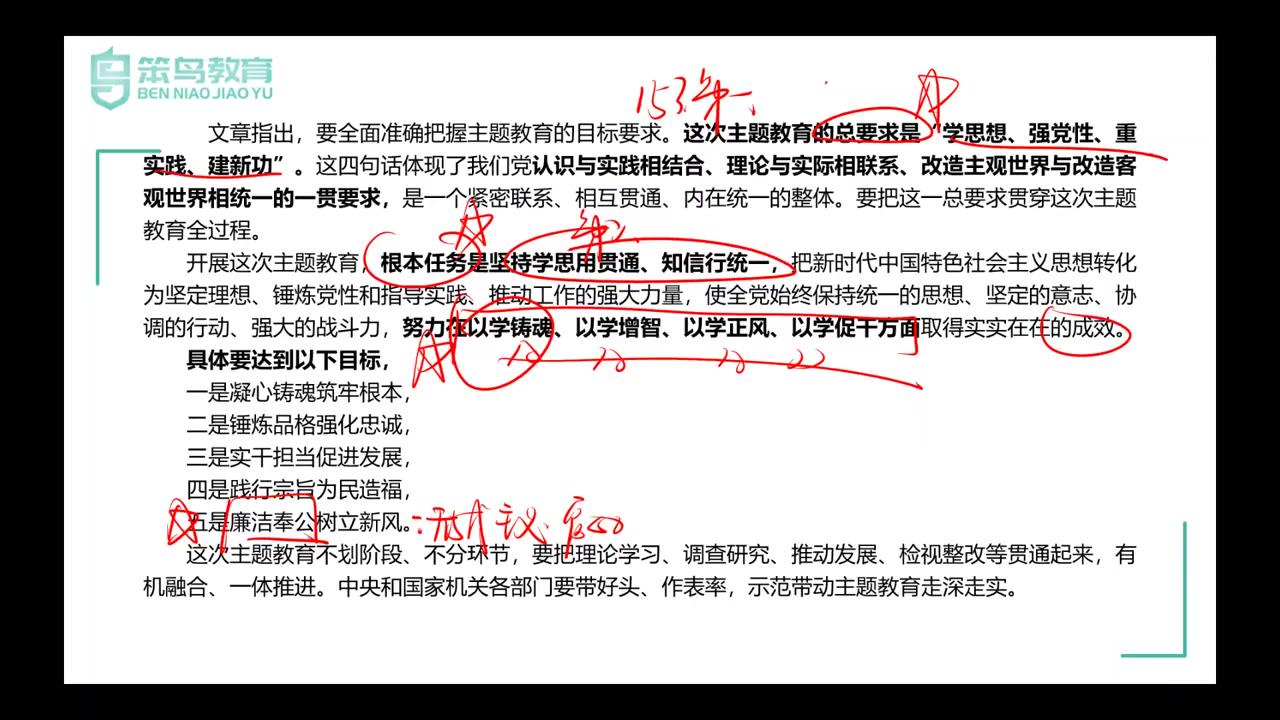 笨鸟教育
BEN NIAO JIAO YU
文章指出，要全面准确把握主题教育的目标要求。这次主题教育的总要求是“学思想、强党性、重
实践、建新功”。这四句话体现了我们党认识与实践相结合、理论与实际相联系、改造主观世界与改造客
观世界相统一的一贯要求，是一个紧密联系、相互贯通、内在统一的整体。要把这一总要求贯穿这次主题
教育全过程。
开展这次主题教育，根本任务是坚持学思用贯通、知信行统一，把新时代中国特色社会主义思想转化
为坚定理想、锤炼党性和指导实践、推动工作的强大力量，使全党始终保持统一的思想、坚定的意志、协
调的行动、强大的战斗力，努力在以学铸魂、以学增智、以学正风、以学促干方面取得实实在在的成效。
具体要达到以下目标，
一是凝心铸魂筑牢根本，
二是锤炼品格强化忠诚，
三是实干担当促进发展，
四是践行宗旨为民造福，
五是廉洁奉公树立新风。
这次主题教育不划阶段、不分环节，要把理论学习、调查研究、推动发展、检视整改等贯通起来，有
机融合、一体推进。中央和国家机关各部门要带好头、作表率，示范带动主题教育走深走实。